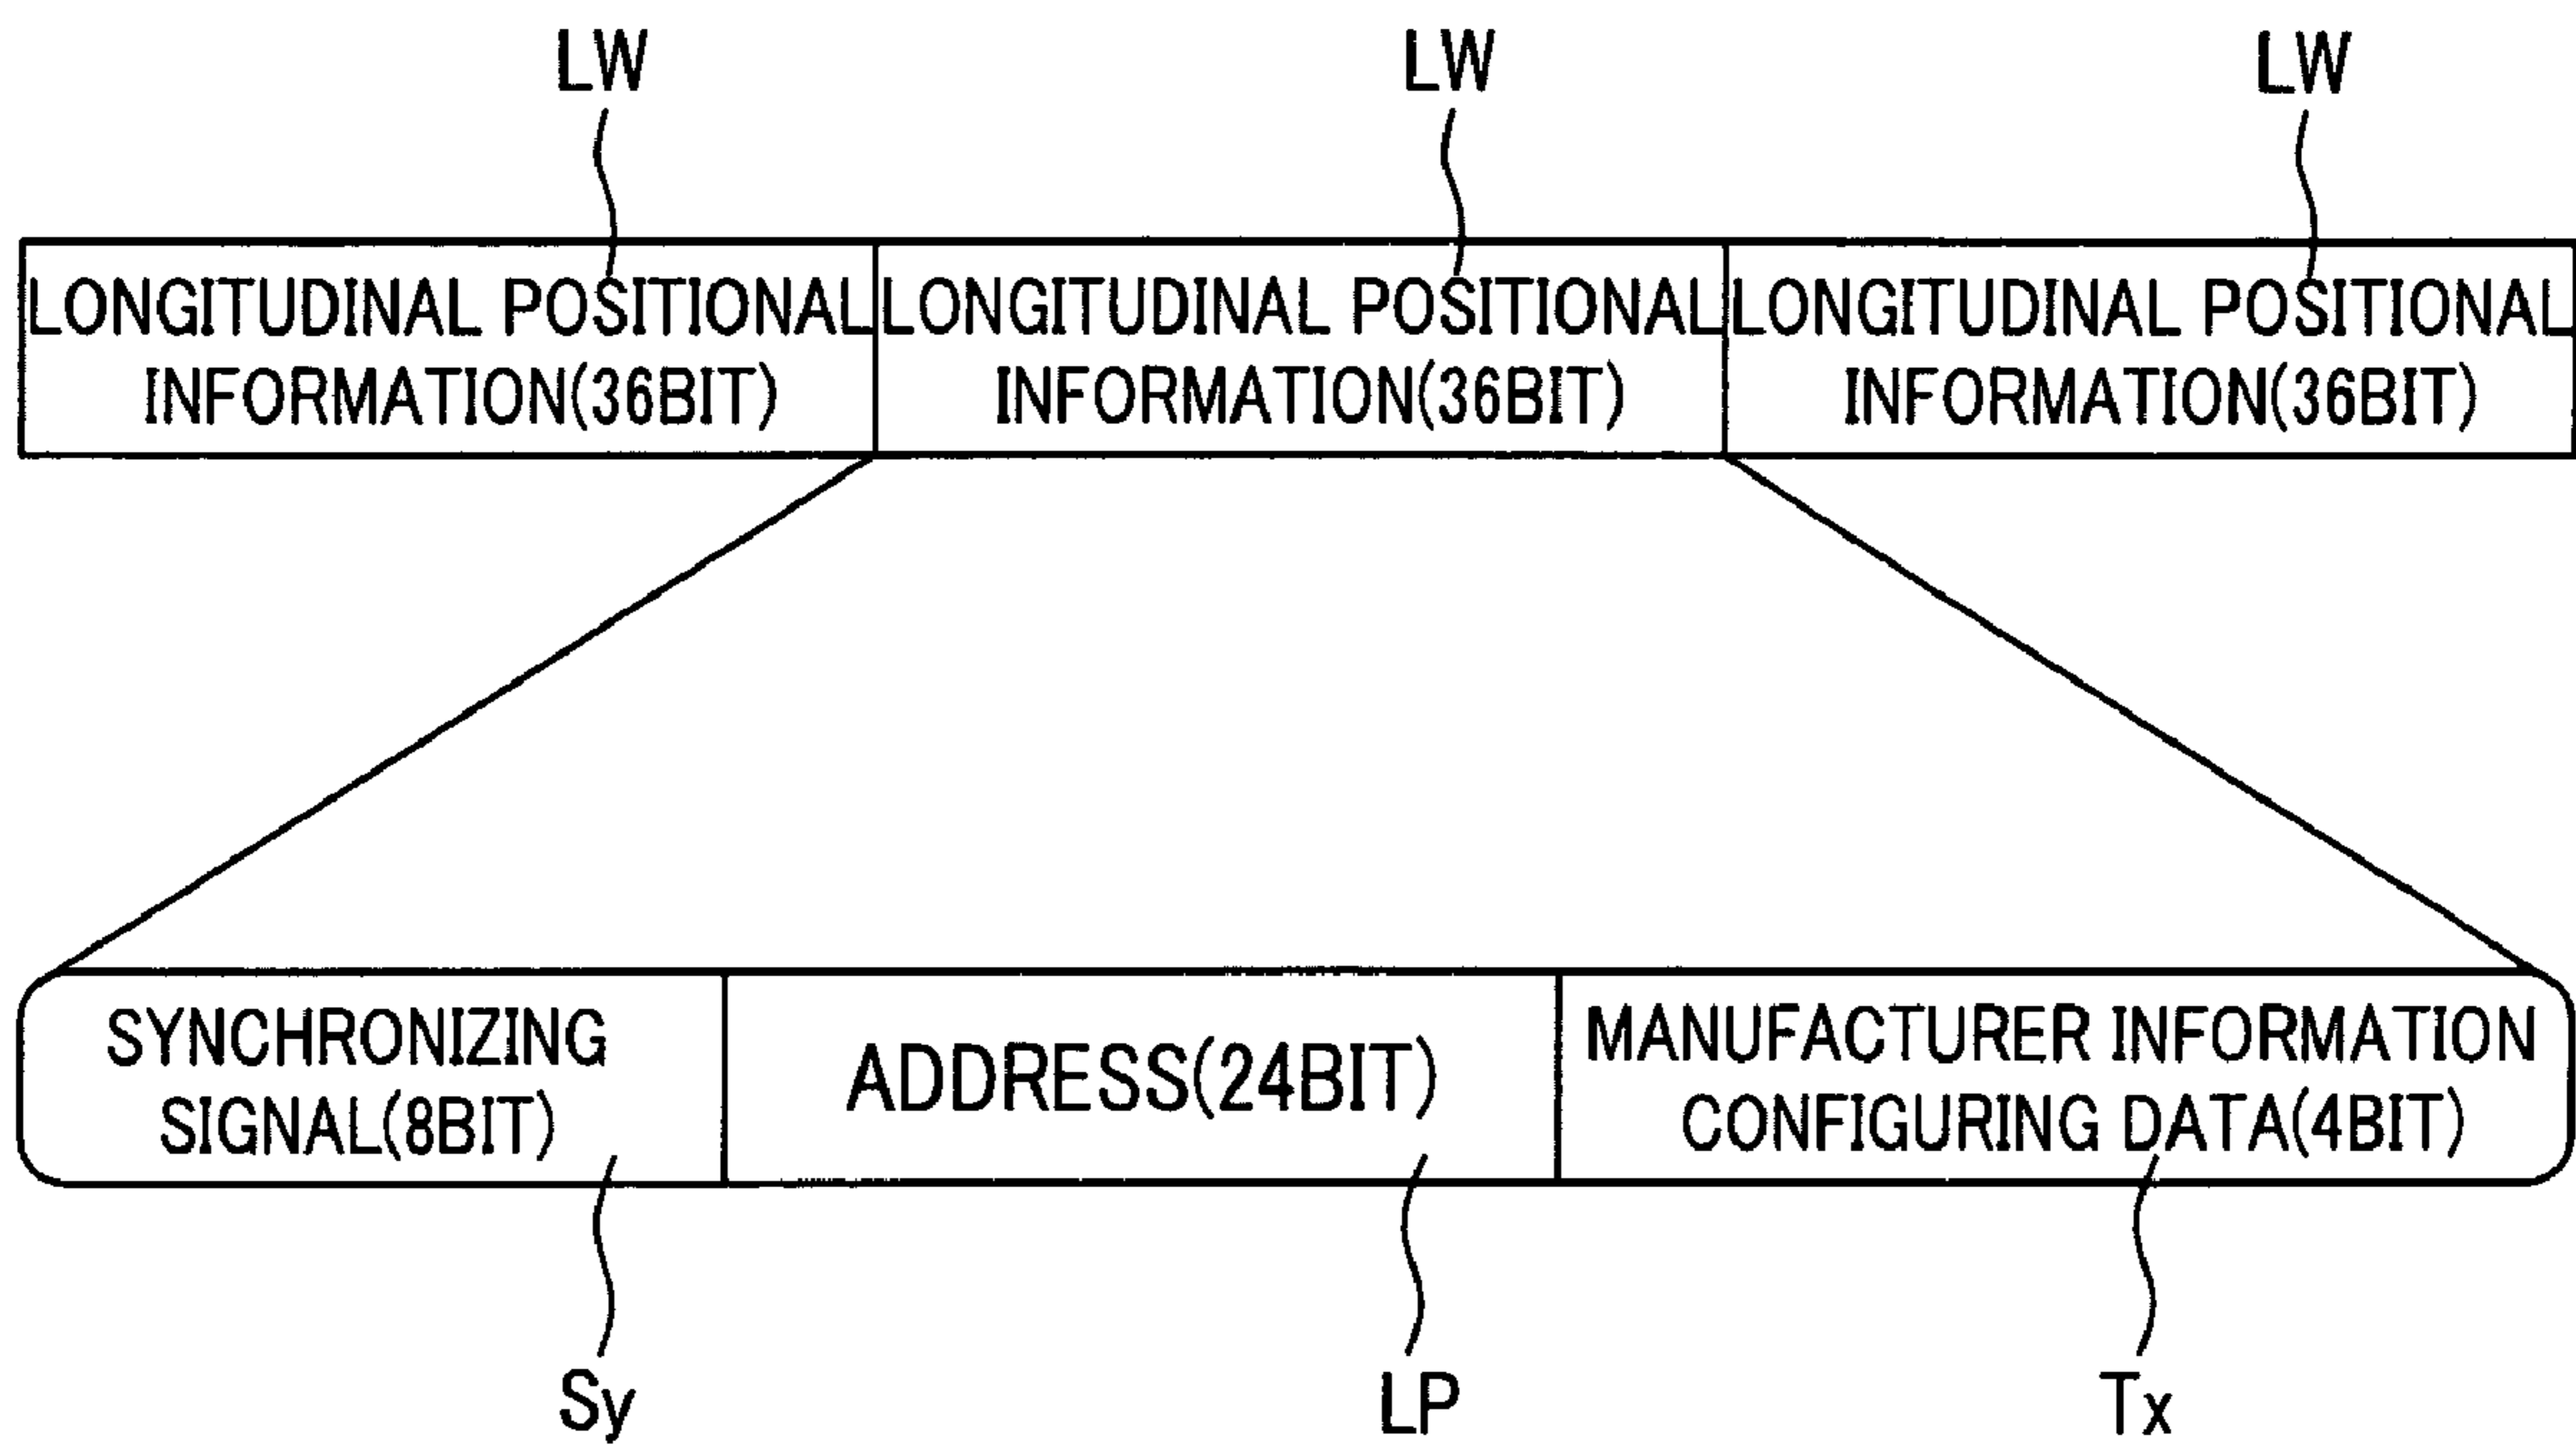 LW LW LW
LONGITUDINAL POSITIONAL LONGITUDINAL POSITIONAL LONGITUDINAL POSITIONAL
INFORMATION(36BIT) INFORMATION(36BIT) INFORMATION(36BIT)
SYNCHRONIZING
SIGNAL(8BIT)
ADDRESS(24BIT)
MANUFACTURER INFORMATION
CONFIGURING DATA(4BIT)
Sy LP Tx